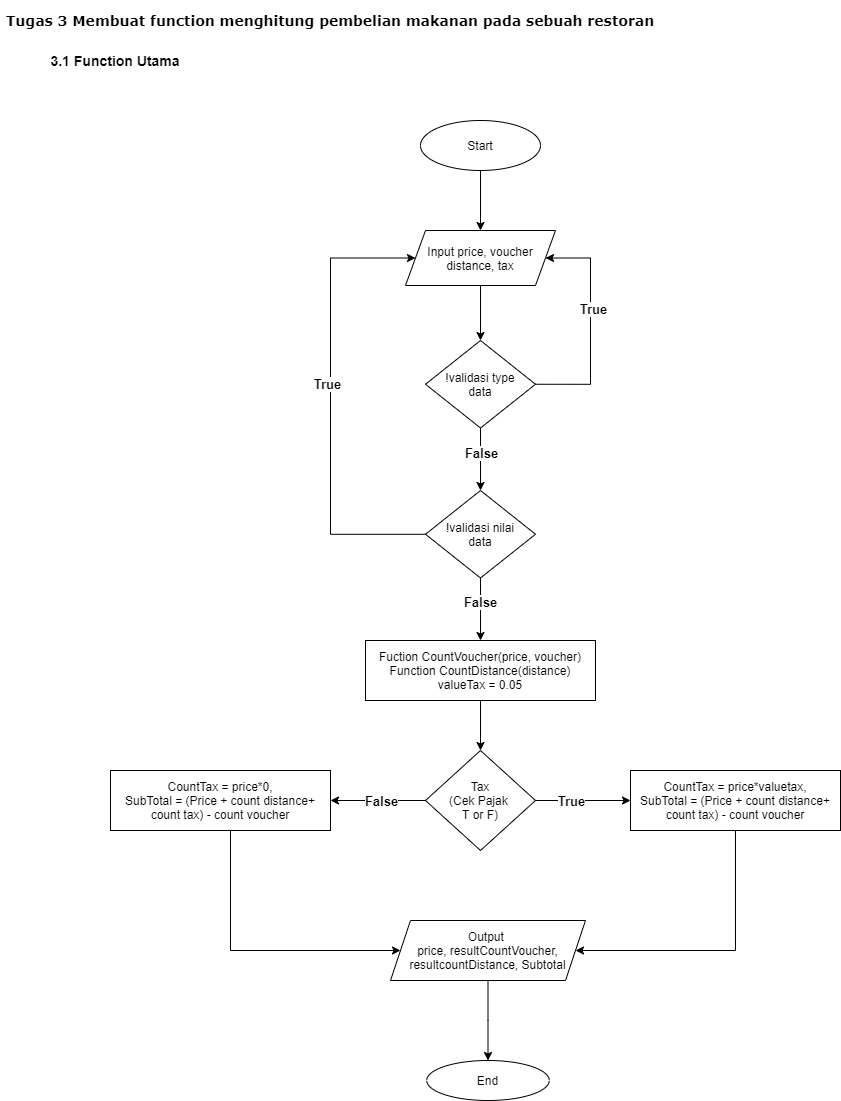 Tugas 3 Membuat function menghitung pembelian makanan pada sebuah restoran
3.1 Function Utama
Start
Input price, voucher
distance, tax
True
!validasi type
data
True
False
!validasi nilai
data
False
Fuction CountVoucher(price, voucher)
Function CountDistance(distance)
valueTax = 0.05
CountTax = price*0,
SubTotal = (Price + count distance+
count tax) - count voucher
False
Tax
(Cek Pajak
T or F)
True
CountTax = price*valuetax,
SubTotal = (Price + count distance+
count tax) - count voucher
Output
price, resultCountVoucher,
resultcountDistance, Subtotal
End